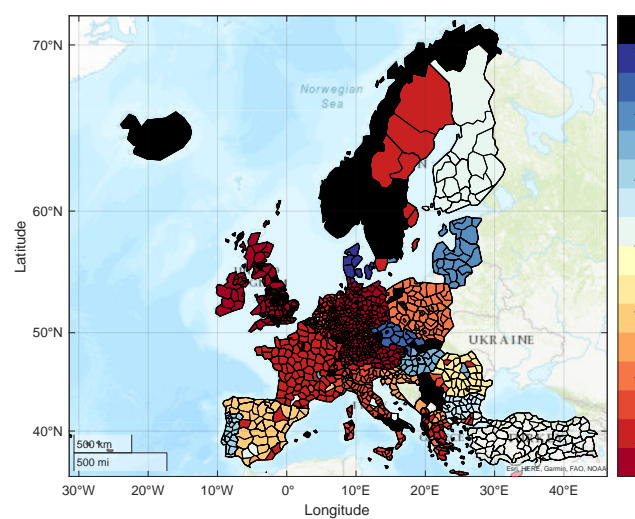 70°N
60°N
50°N
40°N
Latitude
Norwegian
Sea
UKRAINE
500 km
500 mi
Esri, HERE, Garmin, FAO, NOAA
30°W
20°W
10°W
0°
10°E
20°E
30°E
40°E
Longitude